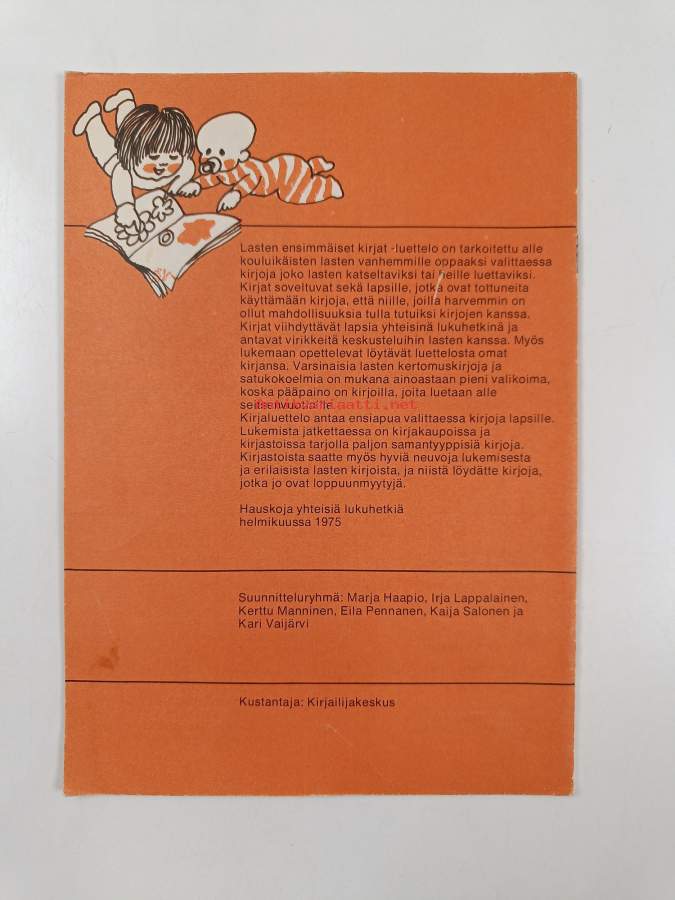 Lasten ensimmäiset kirjat -luettelo on tarkoitettu alle
kouluikäisten lasten vanhemmille oppaaksi valittaessa
kirjoja joko lasten katseltaviksi tai heille luettaviksi.
Kirjat soveltuvat sekä lapsille, jotka ovat tottuneita
käyttämään kirjoja, että niille, joilla harvemmin on
ollut mahdollisuuksia tulla tutuiksi kirjojen kanssa.
Kirjat viihdyttävät lapsia yhteisinä lukuhetkinä ja
antavat virikkeitä keskusteluihin lasten kanssa. Myös
lukemaan opettelevat löytävät luettelosta omat
kirjansa. Varsinaisia lasten kertomuskirjoja ja
satukokoelmia on mukana ainoastaan pieni valikoima,
koska pääpaino on kirjoilla, joita luetaan alle
seitsenvuotiaille.
Kirjaluettelo antaa ensiapua valittaessa kirjoja lapsille.
Lukemista jatkettaessa on kirjakaupoissa ja
kirjastoissa tarjolla paljon samantyyppisiä kirjoja.
Kirjastoista saatte myös hyviä neuvoja lukemisesta
ja erilaisista lasten kirjoista, ja niistä löydätte kirjoja,
jotka jo ovat loppuunmyytyjä.
Hauskoja yhteisiä lukuhetkiä
helmikuussa 1975
Suunnitteluryhmä: Marja Haapio, Irja Lappalainen,
Kerttu Manninen, Eila Pennanen, Kaija Salonen ja
Kari Vaijärvi
Kustantaja: Kirjailijakeskus